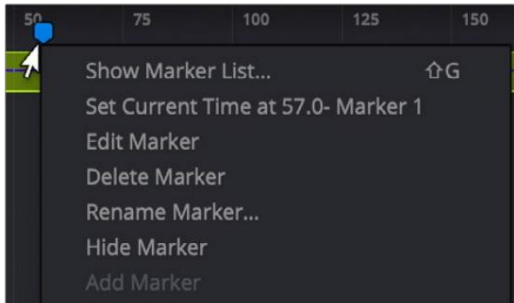 50 75 100 125 150
Show Marker List... ⇧G
Set Current Time at 57.0- Marker 1
Edit Marker
Delete Marker
Rename Marker...
Hide Marker
Add Marker